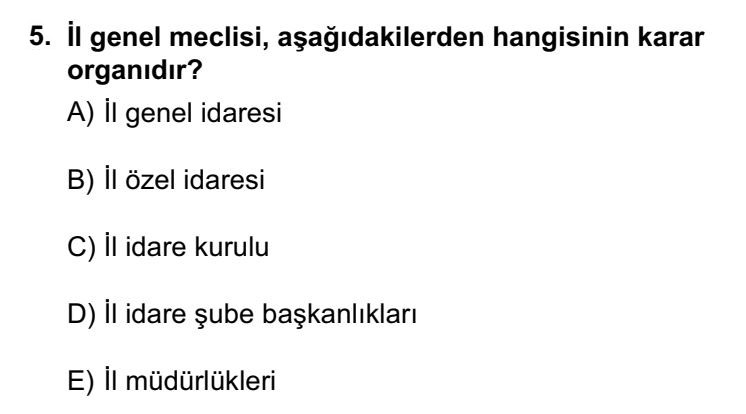 5. İl genel meclisi, aşağıdakilerden hangisinin karar
organıdır?
A) İl genel idaresi
B) İl özel idaresi
C) İl idare kurulu
D) İl idare şube başkanlıkları
E) İl müdürlükleri